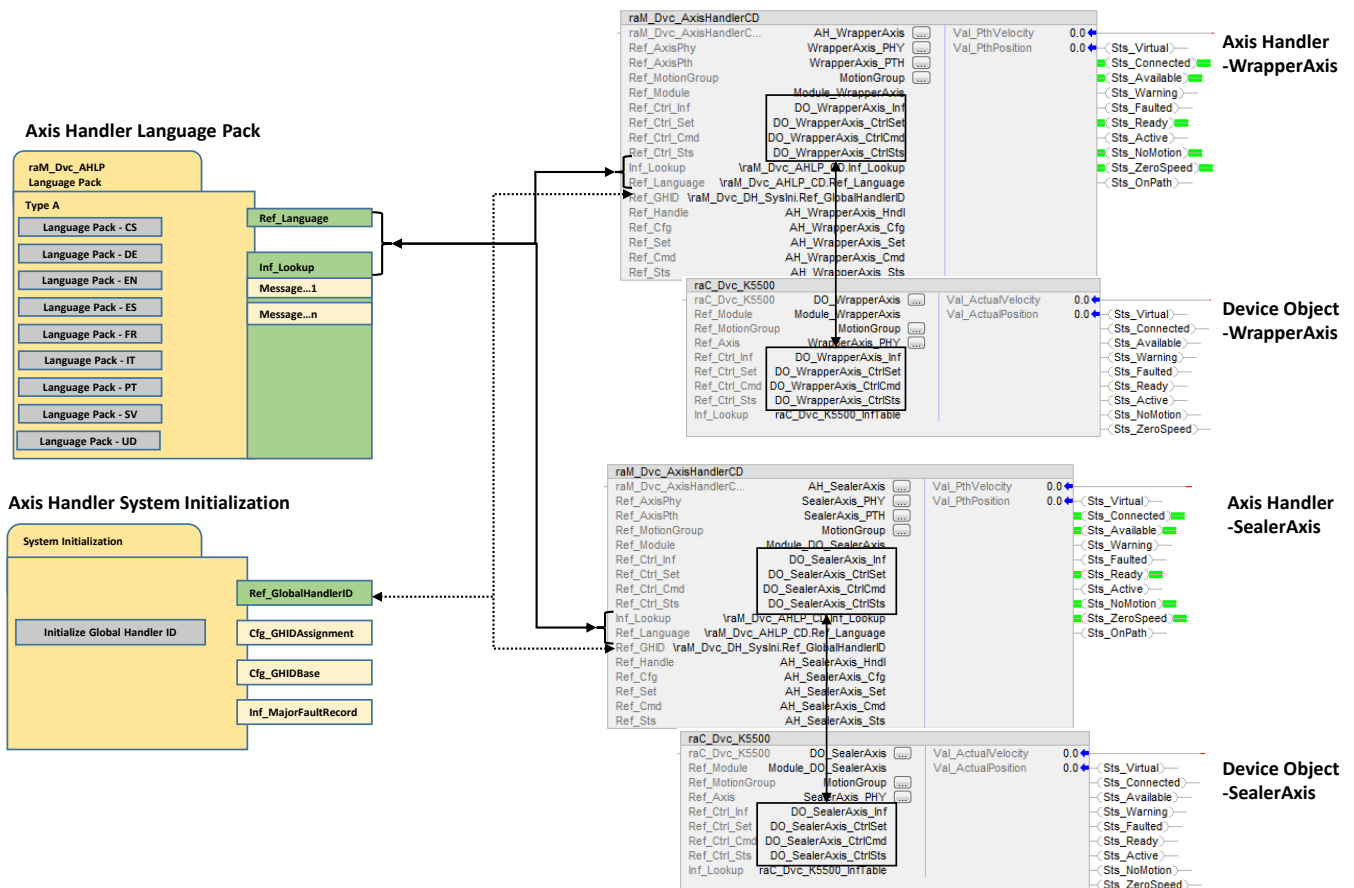 Axis Handler Language Pack
raM_Dvc_AHLP
Language Pack
Type A
Language Pack - CS
Language Pack - DE
Language Pack - EN
Language Pack - ES
Language Pack - FR
Language Pack - IT
Language Pack - PT
Language Pack - SV
Language Pack - UD
Ref_Language
Inf_Lookup
Message...1
Message...n
Axis Handler System Initialization
System Initialization
Initialize Global Handler ID
Ref_GlobalHandlerID
Cfg_GHIDAssignment
Cfg_GHIDBase
Inf_MajorFaultRecord
raM_Dvc_AxisHandlerCD
raM_Dvc_AxisHandlerC... AH_WrapperAxis ... Val_PthVelocity 0.0
Ref_AxisPhy WrapperAxis_PHY ... Val_PthPosition 0.0 Sts_Virtual
Ref_AxisPth WrapperAxis_PTH ... Sts_Connected
Ref_MotionGroup MotionGroup ... Sts_Available
Ref_Module Module_WrapperAxis Sts_Warning
Ref_Ctrl_Inf DO_WrapperAxis_Inf Sts_Faulted
Ref_Ctrl_Set DO_WrapperAxis_CtrlSet Sts_Ready
Ref_Ctrl_Cmd DO_WrapperAxis_CtrlCmd Sts_Active
Ref_Ctrl_Sts DO_WrapperAxis_CtrlSts Sts_NoMotion
Inf_Lookup \raM_Dvc_AHLP_CD.Inf_Lookup Sts_ZeroSpeed
Ref_Language \raM_Dvc_AHLP_CD.Ref_Language Sts_OnPath
Ref_GHID \raM_Dvc_DH_SysIni.Ref_GlobalHandlerID
Ref_Handle AH_WrapperAxis_Hndl
Ref_Cfg AH_WrapperAxis_Cfg
Ref_Set AH_WrapperAxis_Set
Ref_Cmd AH_WrapperAxis_Cmd
Ref_Sts AH_WrapperAxis_Sts
Axis Handler
-WrapperAxis
raC_Dvc_K5500
raC_Dvc_K5500 DO_WrapperAxis ... Val_ActualVelocity 0.0
Ref_Module Module_WrapperAxis Val_ActualPosition 0.0 Sts_Virtual
Ref_MotionGroup MotionGroup ... Sts_Connected
Ref_Axis WrapperAxis_PHY ... Sts_Available
Ref_Ctrl_Inf DO_WrapperAxis_Inf Sts_Warning
Ref_Ctrl_Set DO_WrapperAxis_CtrlSet Sts_Faulted
Ref_Ctrl_Cmd DO_WrapperAxis_CtrlCmd Sts_Ready
Ref_Ctrl_Sts DO_WrapperAxis_CtrlSts Sts_Active
Inf_Lookup raC_Dvc_K5500_InfTable Sts_NoMotion
Sts_ZeroSpeed
Device Object
-WrapperAxis
raM_Dvc_AxisHandlerCD
raM_Dvc_AxisHandlerC... AH_SealerAxis ... Val_PthVelocity 0.0
Ref_AxisPhy SealerAxis_PHY ... Val_PthPosition 0.0 Sts_Virtual
Ref_AxisPth SealerAxis_PTH ... Sts_Connected
Ref_MotionGroup MotionGroup ... Sts_Available
Ref_Module Module_DO_SealerAxis Sts_Warning
Ref_Ctrl_Inf DO_SealerAxis_Inf Sts_Faulted
Ref_Ctrl_Set DO_SealerAxis_CtrlSet Sts_Ready
Ref_Ctrl_Cmd DO_SealerAxis_CtrlCmd Sts_Active
Ref_Ctrl_Sts DO_SealerAxis_CtrlSts Sts_NoMotion
Inf_Lookup \raM_Dvc_AHLP_CD.Inf_Lookup Sts_ZeroSpeed
Ref_Language \raM_Dvc_AHLP_CD.Ref_Language Sts_OnPath
Ref_GHID \raM_Dvc_DH_SysIni.Ref_GlobalHandlerID
Ref_Handle AH_SealerAxis_Hndl
Ref_Cfg AH_SealerAxis_Cfg
Ref_Set AH_SealerAxis_Set
Ref_Cmd AH_SealerAxis_Cmd
Ref_Sts AH_SealerAxis_Sts
Axis Handler
-SealerAxis
raC_Dvc_K5500
raC_Dvc_K5500 DO_SealerAxis ... Val_ActualVelocity 0.0
Ref_Module Module_DO_SealerAxis Val_ActualPosition 0.0 Sts_Virtual
Ref_MotionGroup MotionGroup ... Sts_Connected
Ref_Axis SealerAxis_PHY ... Sts_Available
Ref_Ctrl_Inf DO_SealerAxis_Inf Sts_Warning
Ref_Ctrl_Set DO_SealerAxis_CtrlSet Sts_Faulted
Ref_Ctrl_Cmd DO_SealerAxis_CtrlCmd Sts_Ready
Ref_Ctrl_Sts DO_SealerAxis_CtrlSts Sts_Active
Inf_Lookup raC_Dvc_K5500_InfTable Sts_NoMotion
Sts_ZeroSpeed
Device Object
-SealerAxis